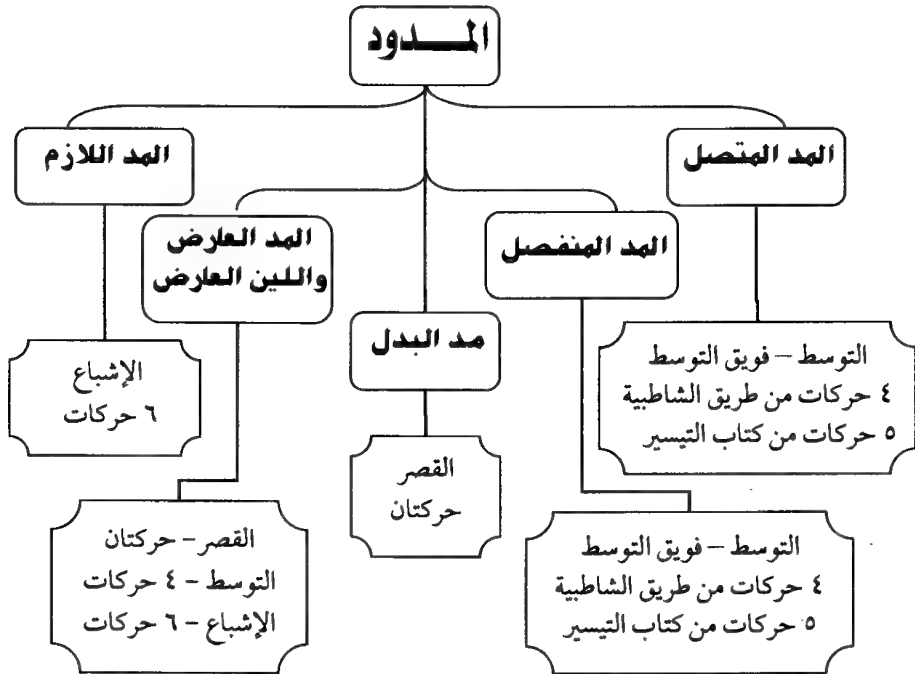 المدود
المد المتصل
التوسط – فويق التوسط
٤ حركات من طريق الشاطبية
٥ حركات من كتاب التيسير
المد المنفصل
التوسط – فويق التوسط
٤ حركات من طريق الشاطبية
٥ حركات من كتاب التيسير
مد البدل
القصر
حركتان
المد العارض
واللين العارض
القصر – حركتان
التوسط – ٤ حركات
الإشباع – ٦ حركات
المد اللازم
الإشباع
٦ حركات